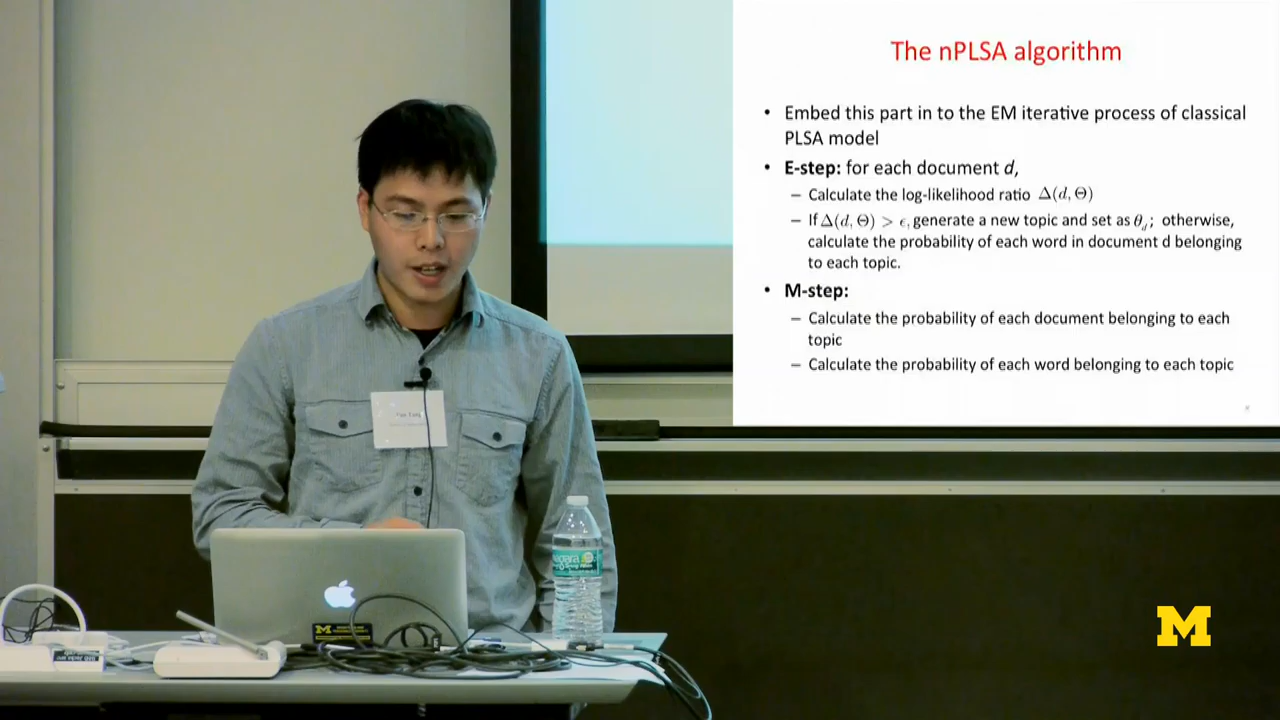 The nPLSA algorithm
• Embed this part in to the EM iterative process of classical
PLSA model
• E-step: for each document d,
– Calculate the log-likelihood ratio Δ(d, Θ)
– If Δ(d, Θ) > ϵ, generate a new topic and set as θ_d; otherwise,
calculate the probability of each word in document d belonging
to each topic.
• M-step:
– Calculate the probability of each document belonging to each
topic
– Calculate the probability of each word belonging to each topic
M
M